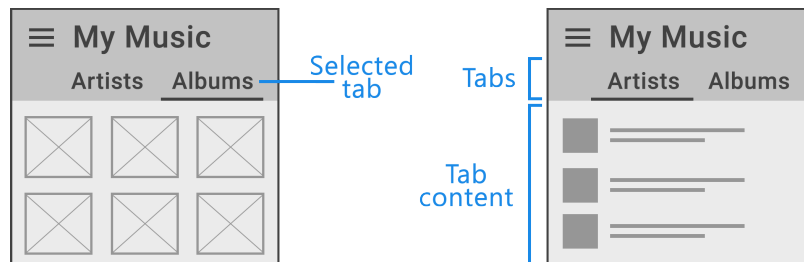 My Music
Artists Albums
Selected
tab
My Music
Tabs
Artists Albums
Tab
content